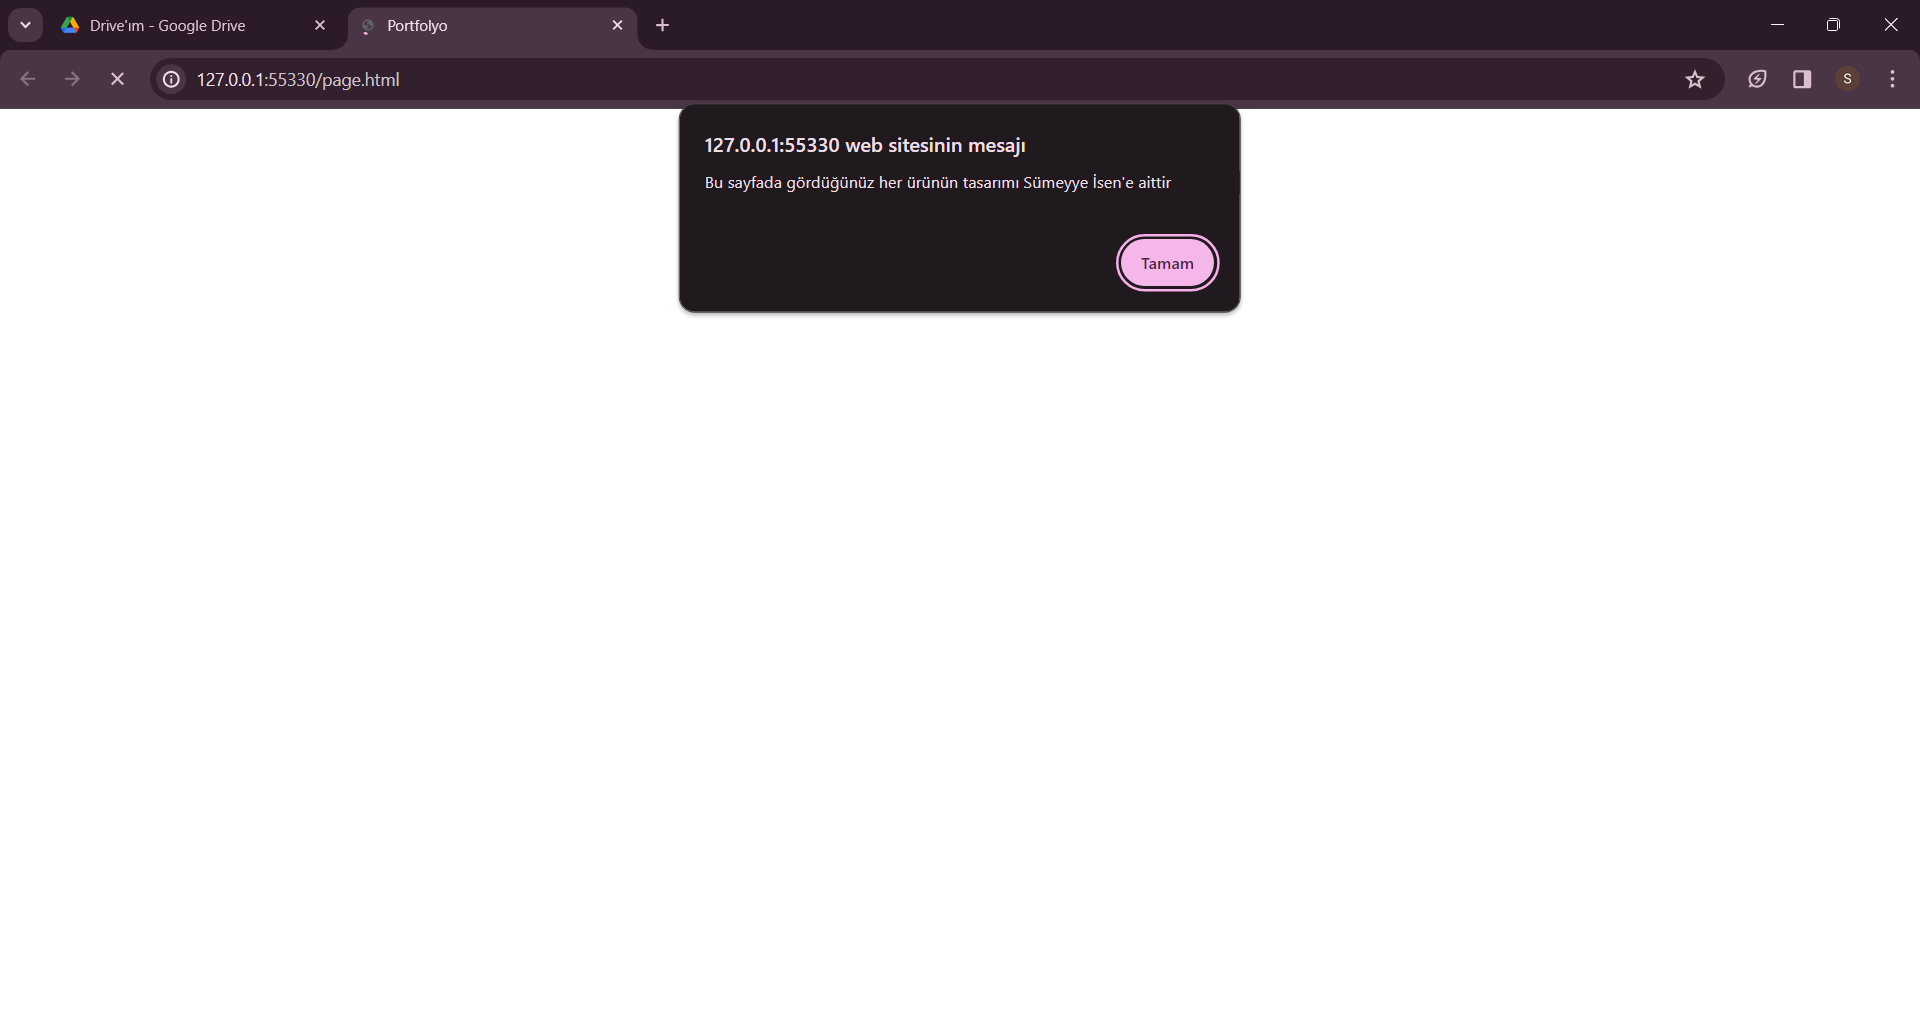 Drive'ım - Google Drive
Portfolyo
127.0.0.1:55330/page.html
S
127.0.0.1:55330 web sitesinin mesajı
Bu sayfada gördüğünüz her ürünün tasarımı Sümeyye İsen'e aittir
Tamam